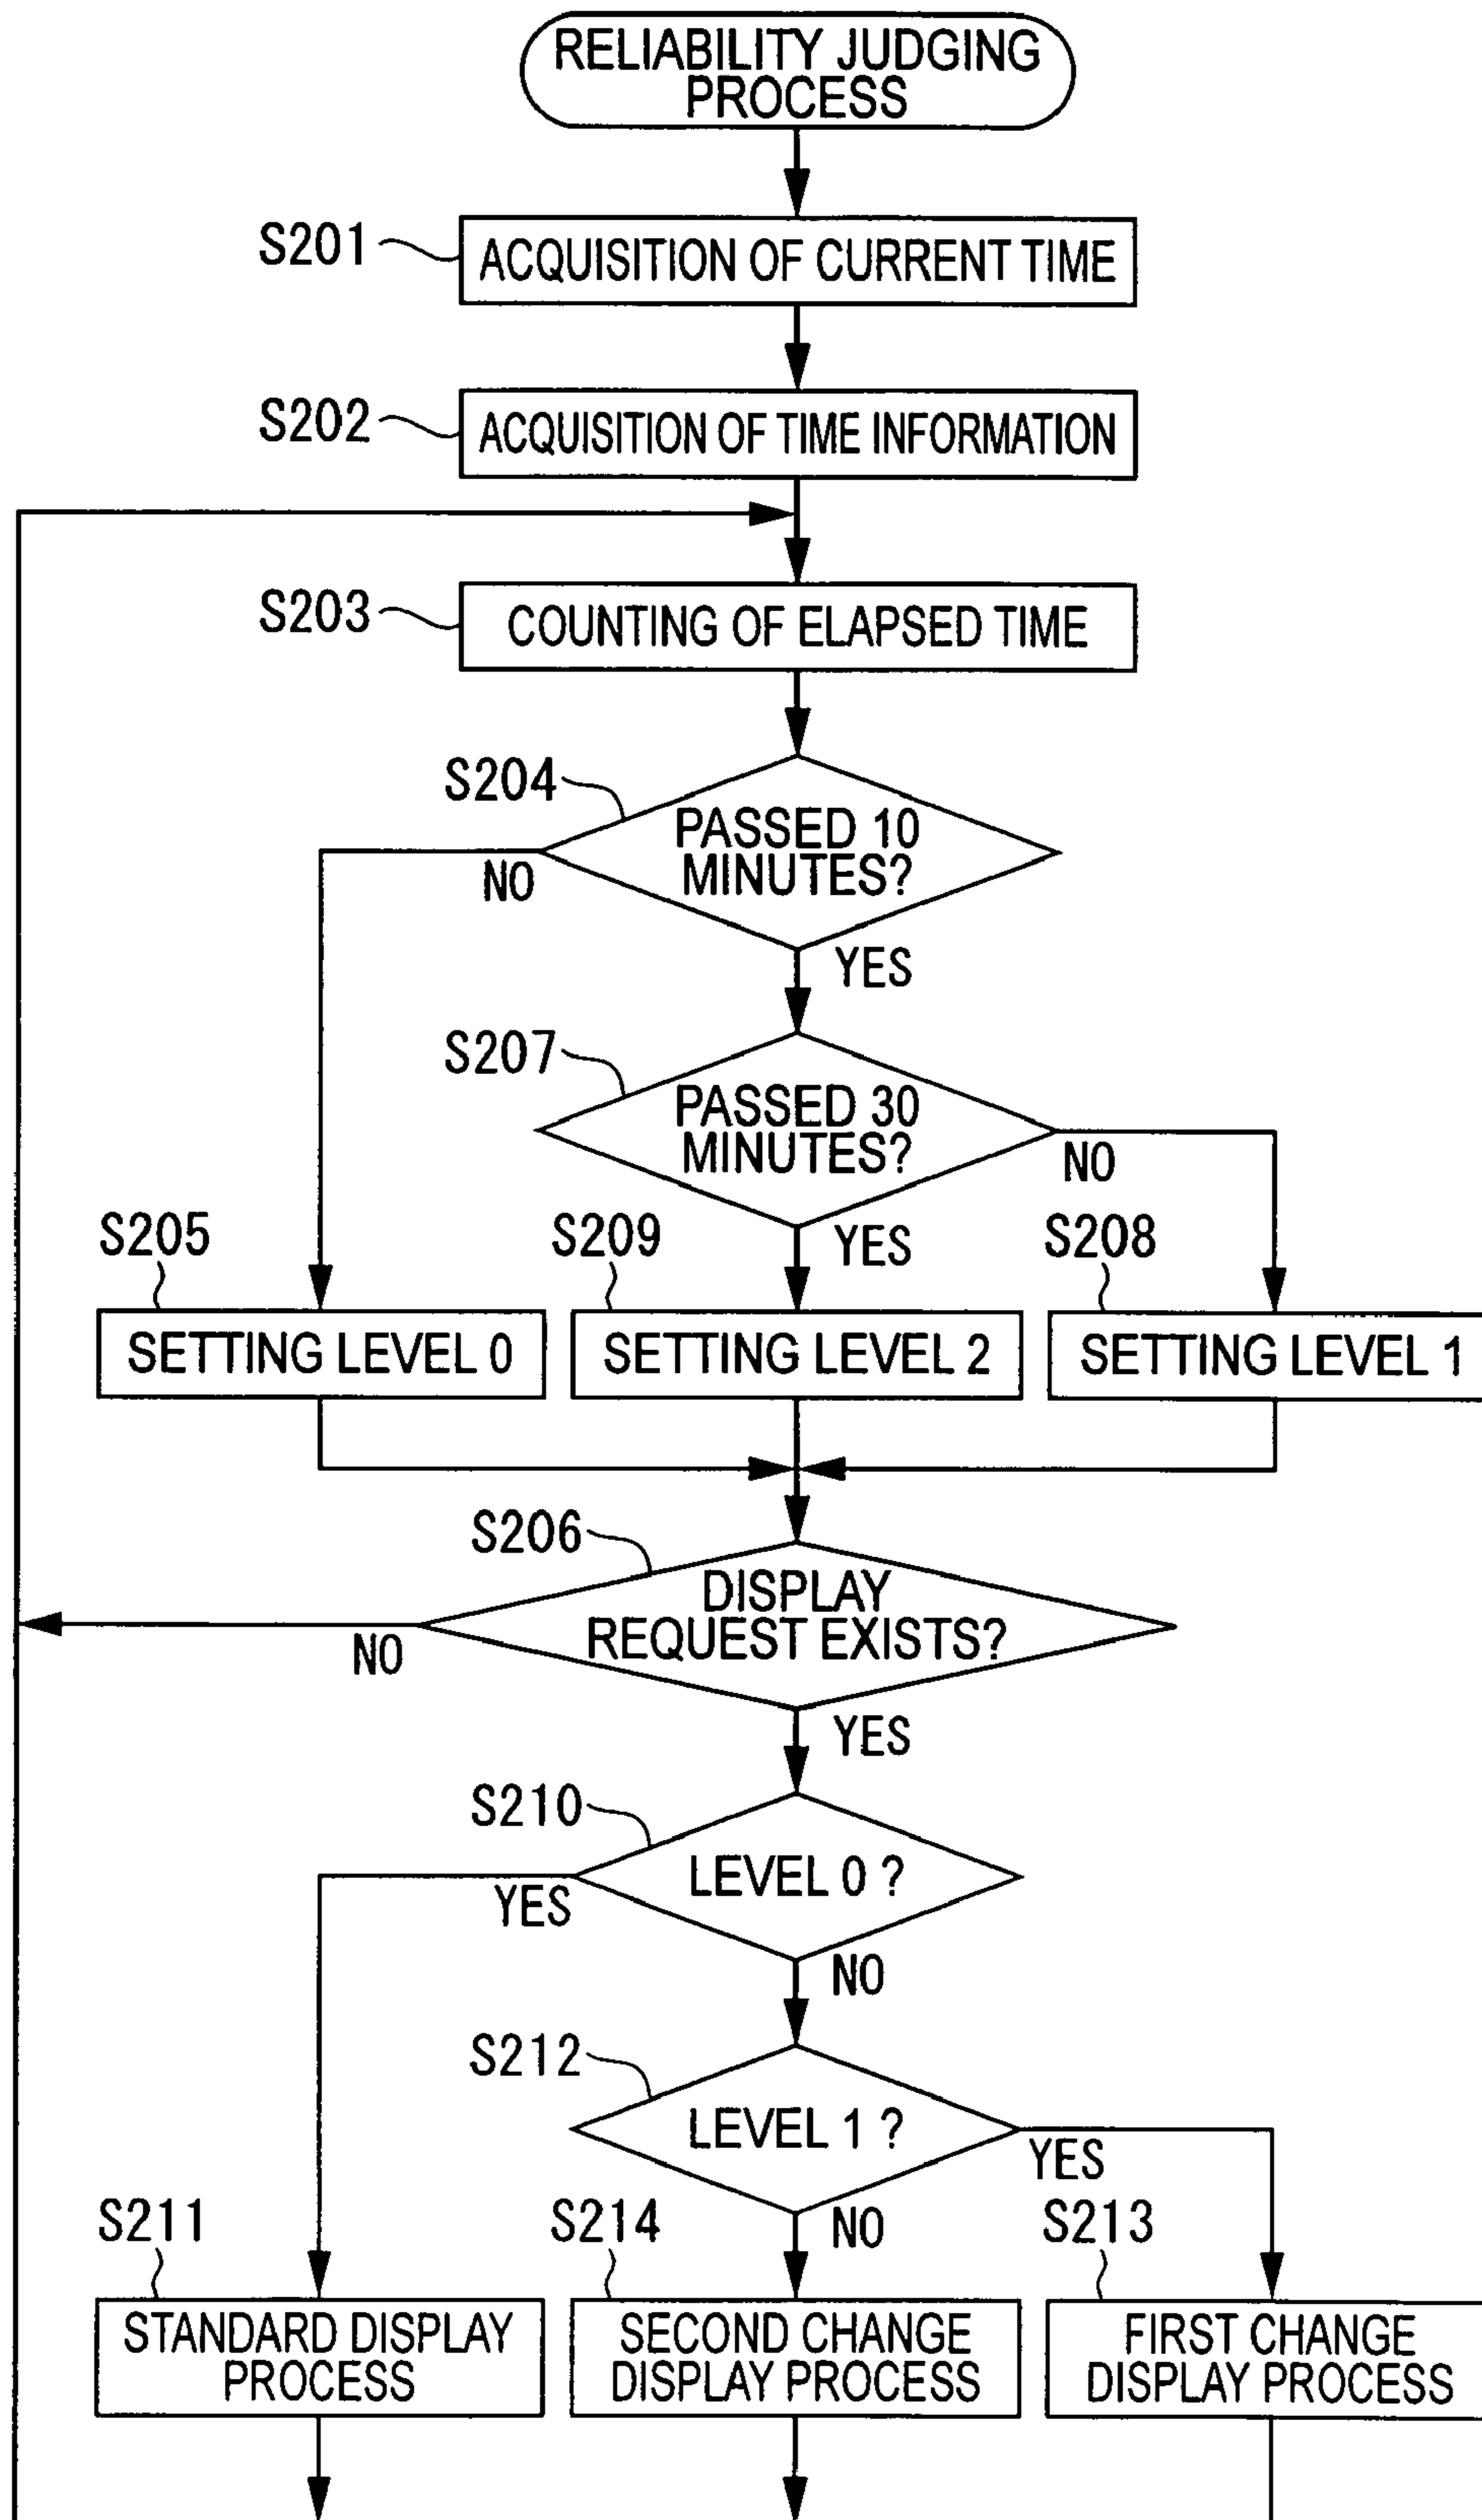 RELIABILITY JUDGING
PROCESS
S201
ACQUISITION OF CURRENT TIME
S202
ACQUISITION OF TIME INFORMATION
S203
COUNTING OF ELAPSED TIME
S204
PASSED 10
MINUTES?
NO
YES
S207
PASSED 30
MINUTES?
NO
YES
S205
S209
S208
SETTING LEVEL 0
SETTING LEVEL 2
SETTING LEVEL 1
S206
DISPLAY
REQUEST EXISTS?
NO
YES
S210
LEVEL 0 ?
YES
NO
S212
LEVEL 1 ?
YES
NO
S211
S214
S213
STANDARD DISPLAY
PROCESS
SECOND CHANGE
DISPLAY PROCESS
FIRST CHANGE
DISPLAY PROCESS